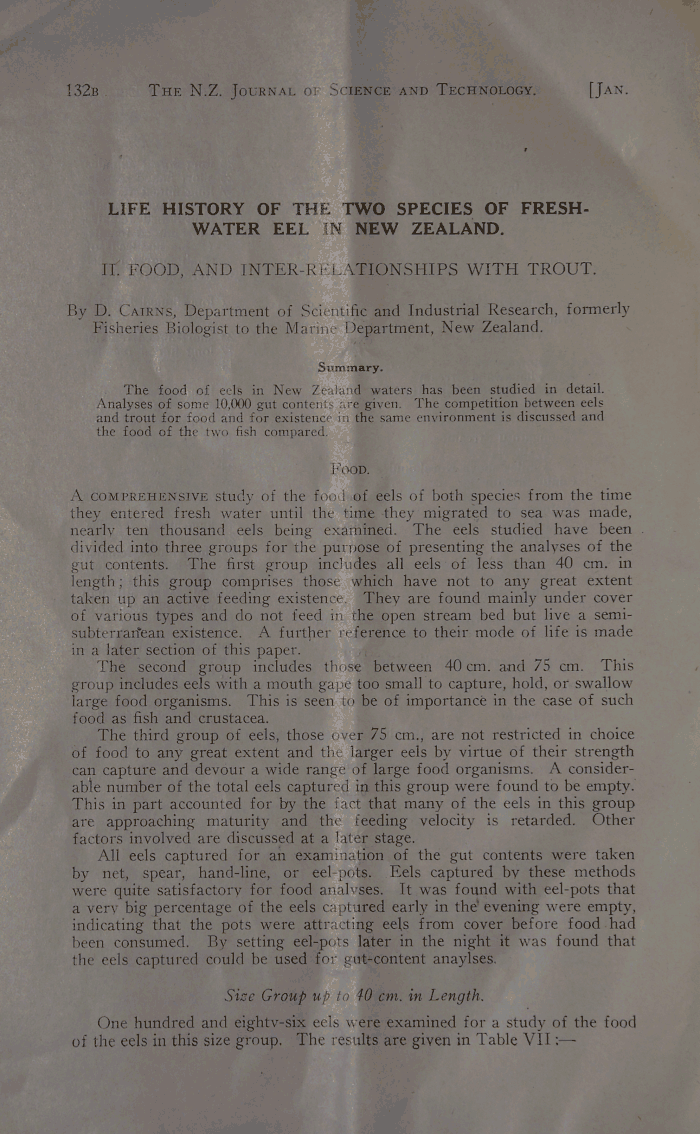 132B THE N.Z. JOURNAL OF SCIENCE AND TECHNOLOGY. [JAN.
LIFE HISTORY OF THE TWO SPECIES OF FRESH-
WATER EEL IN NEW ZEALAND.
II. FOOD, AND INTER-RELATIONSHIPS WITH TROUT.
By D. CAIRNS, Department of Scientific and Industrial Research, formerly
Fisheries Biologist to the Marine Department, New Zealand.
Summary.
The food of eels in New Zealand waters has been studied in detail.
Analyses of some 10,000 gut contents are given. The competition between eels
and trout for food and for existence in the same environment is discussed and
the food of the two fish compared.
FOOD.
A COMPREHENSIVE study of the food of eels of both species from the time
they entered fresh water until the time they migrated to sea was made,
nearly ten thousand eels being examined. The eels studied have been
divided into three groups for the purpose of presenting the analyses of the
gut contents. The first group includes all eels of less than 40 cm. in
length; this group comprises those which have not to any great extent
taken up an active feeding existence. They are found mainly under cover
of various types and do not feed in the open stream bed but live a semi-
subterranean existence. A further reference to their mode of life is made
in a later section of this paper.
The second group includes those between 40 cm. and 75 cm. This
group includes eels with a mouth gape too small to capture, hold, or swallow
large food organisms. This is seen to be of importance in the case of such
food as fish and crustacea.
The third group of eels, those over 75 cm., are not restricted in choice
of food to any great extent and the larger eels by virtue of their strength
can capture and devour a wide range of large food organisms. A consider-
able number of the total eels captured in this group were found to be empty.
This in part accounted for by the fact that many of the eels in this group
are approaching maturity and the feeding velocity is retarded. Other
factors involved are discussed at a later stage.
All eels captured for an examination of the gut contents were taken
by net, spear, hand-line, or eel-pots. Eels captured by these methods
were quite satisfactory for food analyses. It was found with eel-pots that
a very big percentage of the eels captured early in the evening were empty,
indicating that the pots were attracting eels from cover before food had
been consumed. By setting eel-pots later in the night it was found that
the eels captured could be used for gut-content anaylses.
Size Group up to 40 cm. in Length.
One hundred and eighty-six eels were examined for a study of the food
of the eels in this size group. The results are given in Table VII :—